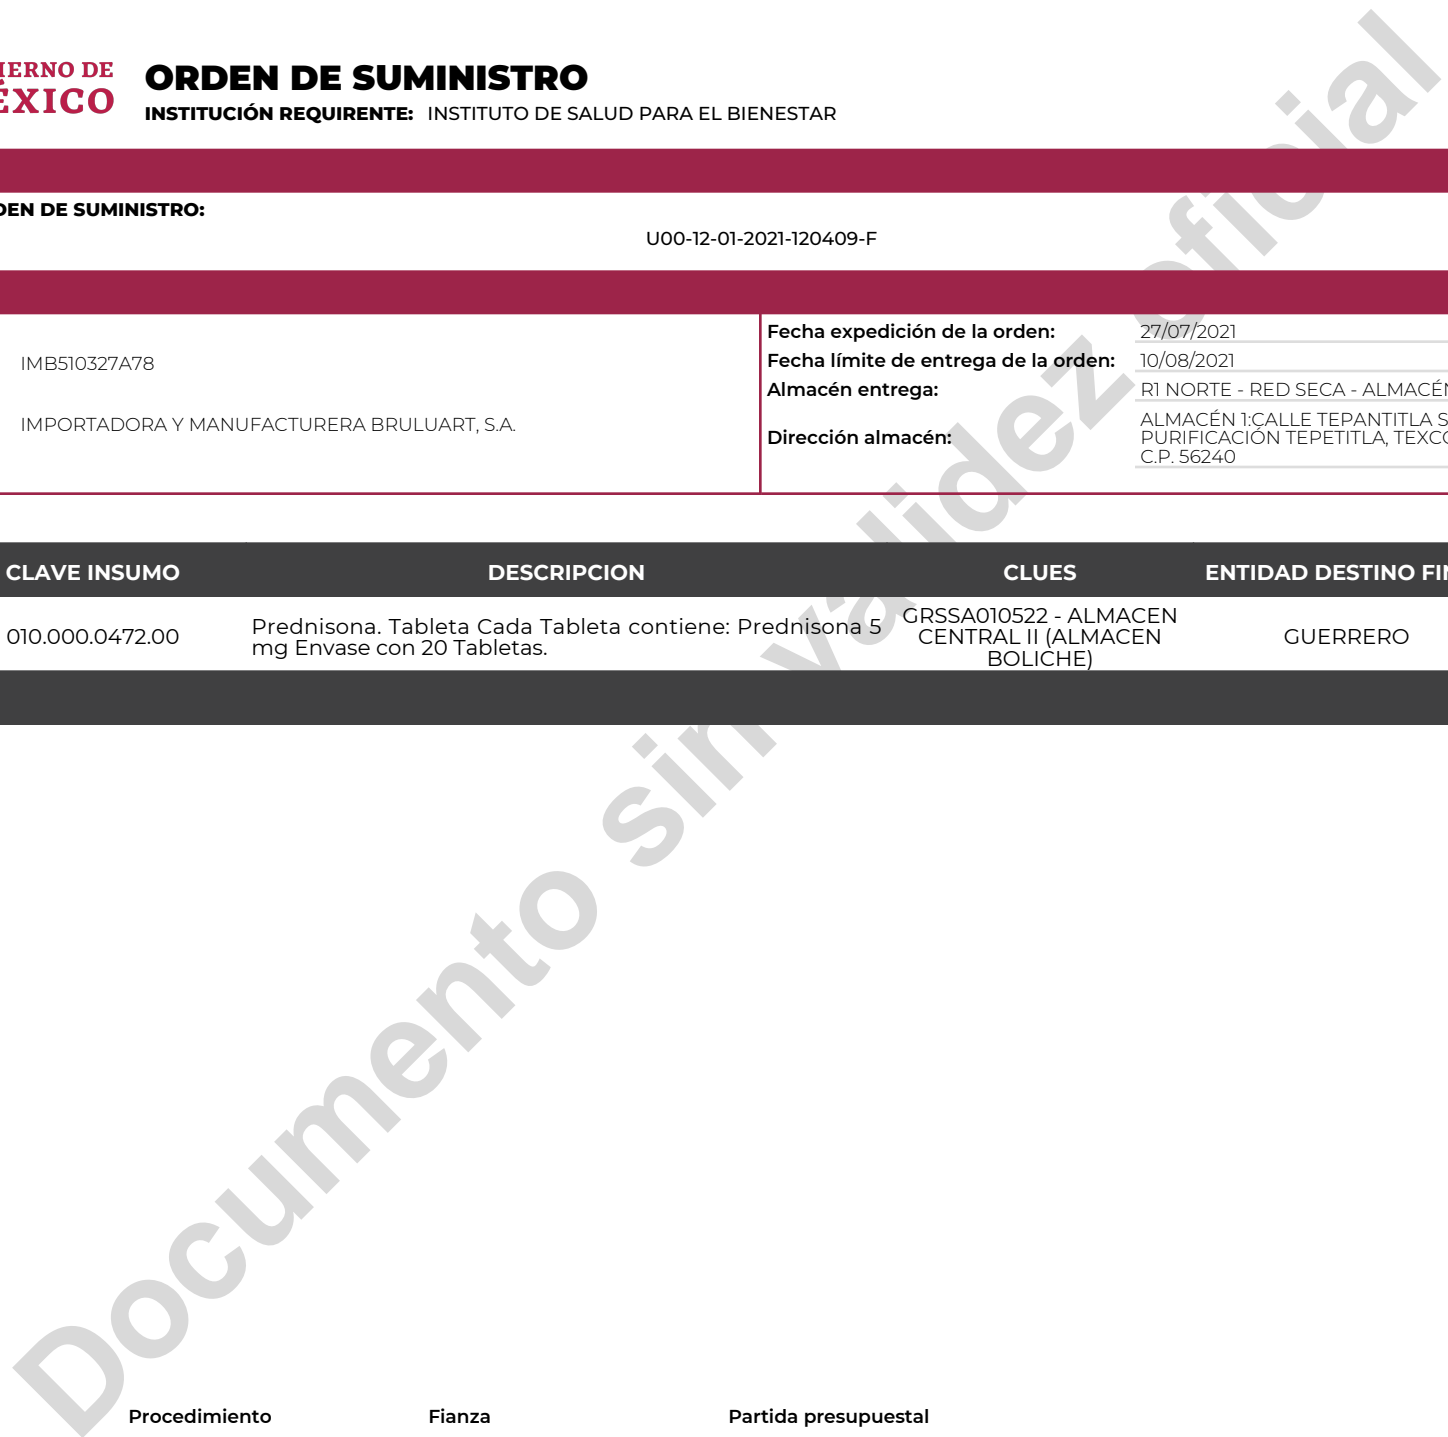 IERNO DE
ÉXICO
ORDEN DE SUMINISTRO
INSTITUCIÓN REQUIRENTE: INSTITUTO DE SALUD PARA EL BIENESTAR
DEN DE SUMINISTRO:
U00-12-01-2021-120409-F
IMB510327A78
IMPORTADORA Y MANUFACTURERA BRULUART, S.A.
Fecha expedición de la orden: 27/07/2021
Fecha límite de entrega de la orden: 10/08/2021
Almacén entrega: R1 NORTE - RED SECA - ALMACÉN
Dirección almacén:
ALMACÉN 1:CALLE TEPANTITLA S
PURIFICACIÓN TEPETITLA, TEXCO
C.P. 56240
CLAVE INSUMO DESCRIPCION CLUES ENTIDAD DESTINO FIN
010.000.0472.00
Prednisona. Tableta Cada Tableta contiene: Prednisona 5
mg Envase con 20 Tabletas.
GRSSA010522 - ALMACEN
CENTRAL II (ALMACEN
BOLICHE)
GUERRERO
Documento sin validez oficial
Procedimiento Fianza Partida presupuestal